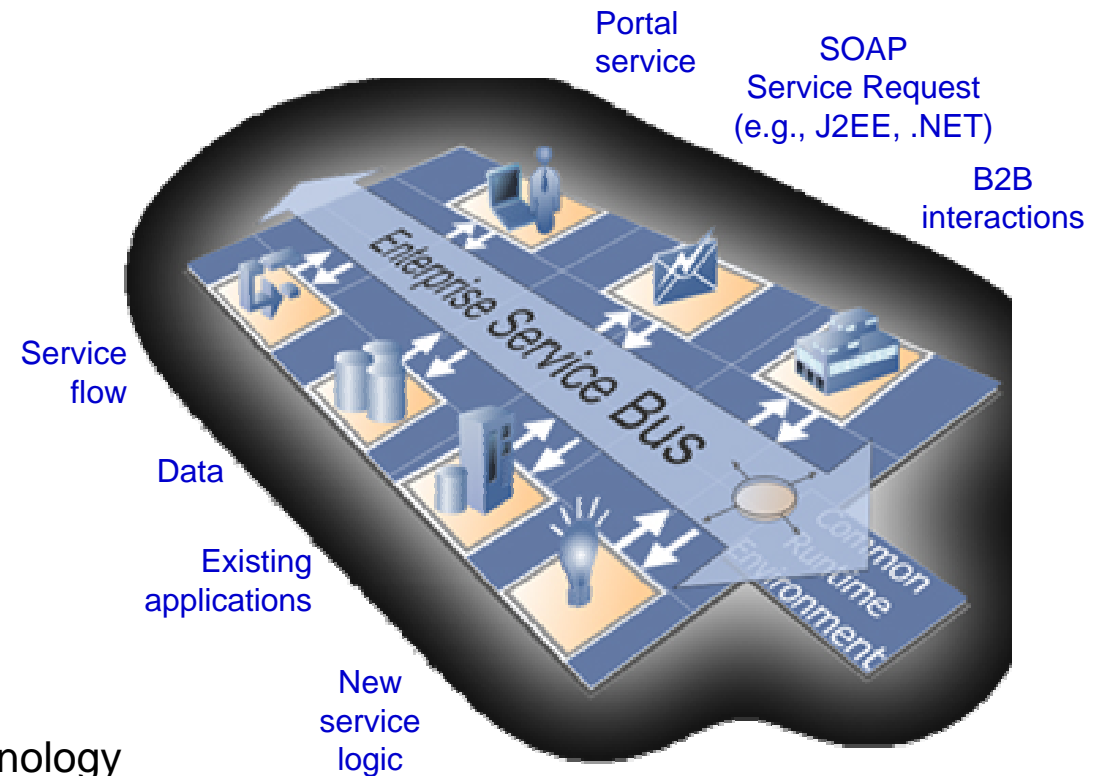 Portal
service
SOAP
Service Request
(e.g., J2EE, .NET)
B2B
interactions
Enterprise Service Bus
Service
flow
Data
Existing
applications
Common
Runtime
Environment
New
service
logic
nology